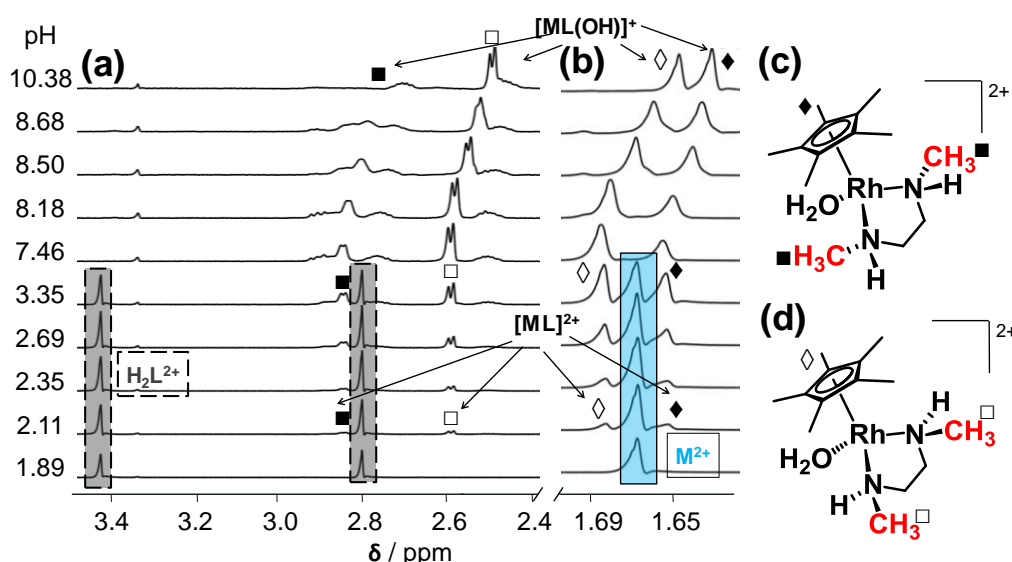 pH
[ML(OH)]⁺
(a)
(b)
(c)
(d)
10.38
8.68
8.50
8.18
7.46
3.35
2.69
2.35
2.11
1.89
H₂L²⁺
[ML]²⁺
M²⁺
3.4
3.2
3.0
2.8
2.6
2.4
1.69
1.65
δ / ppm
2+
CH₃
Rh
N
H
H₂O
N
H₃C
H
2+
H
Rh
N
CH₃
H₂O
H
N
CH₃